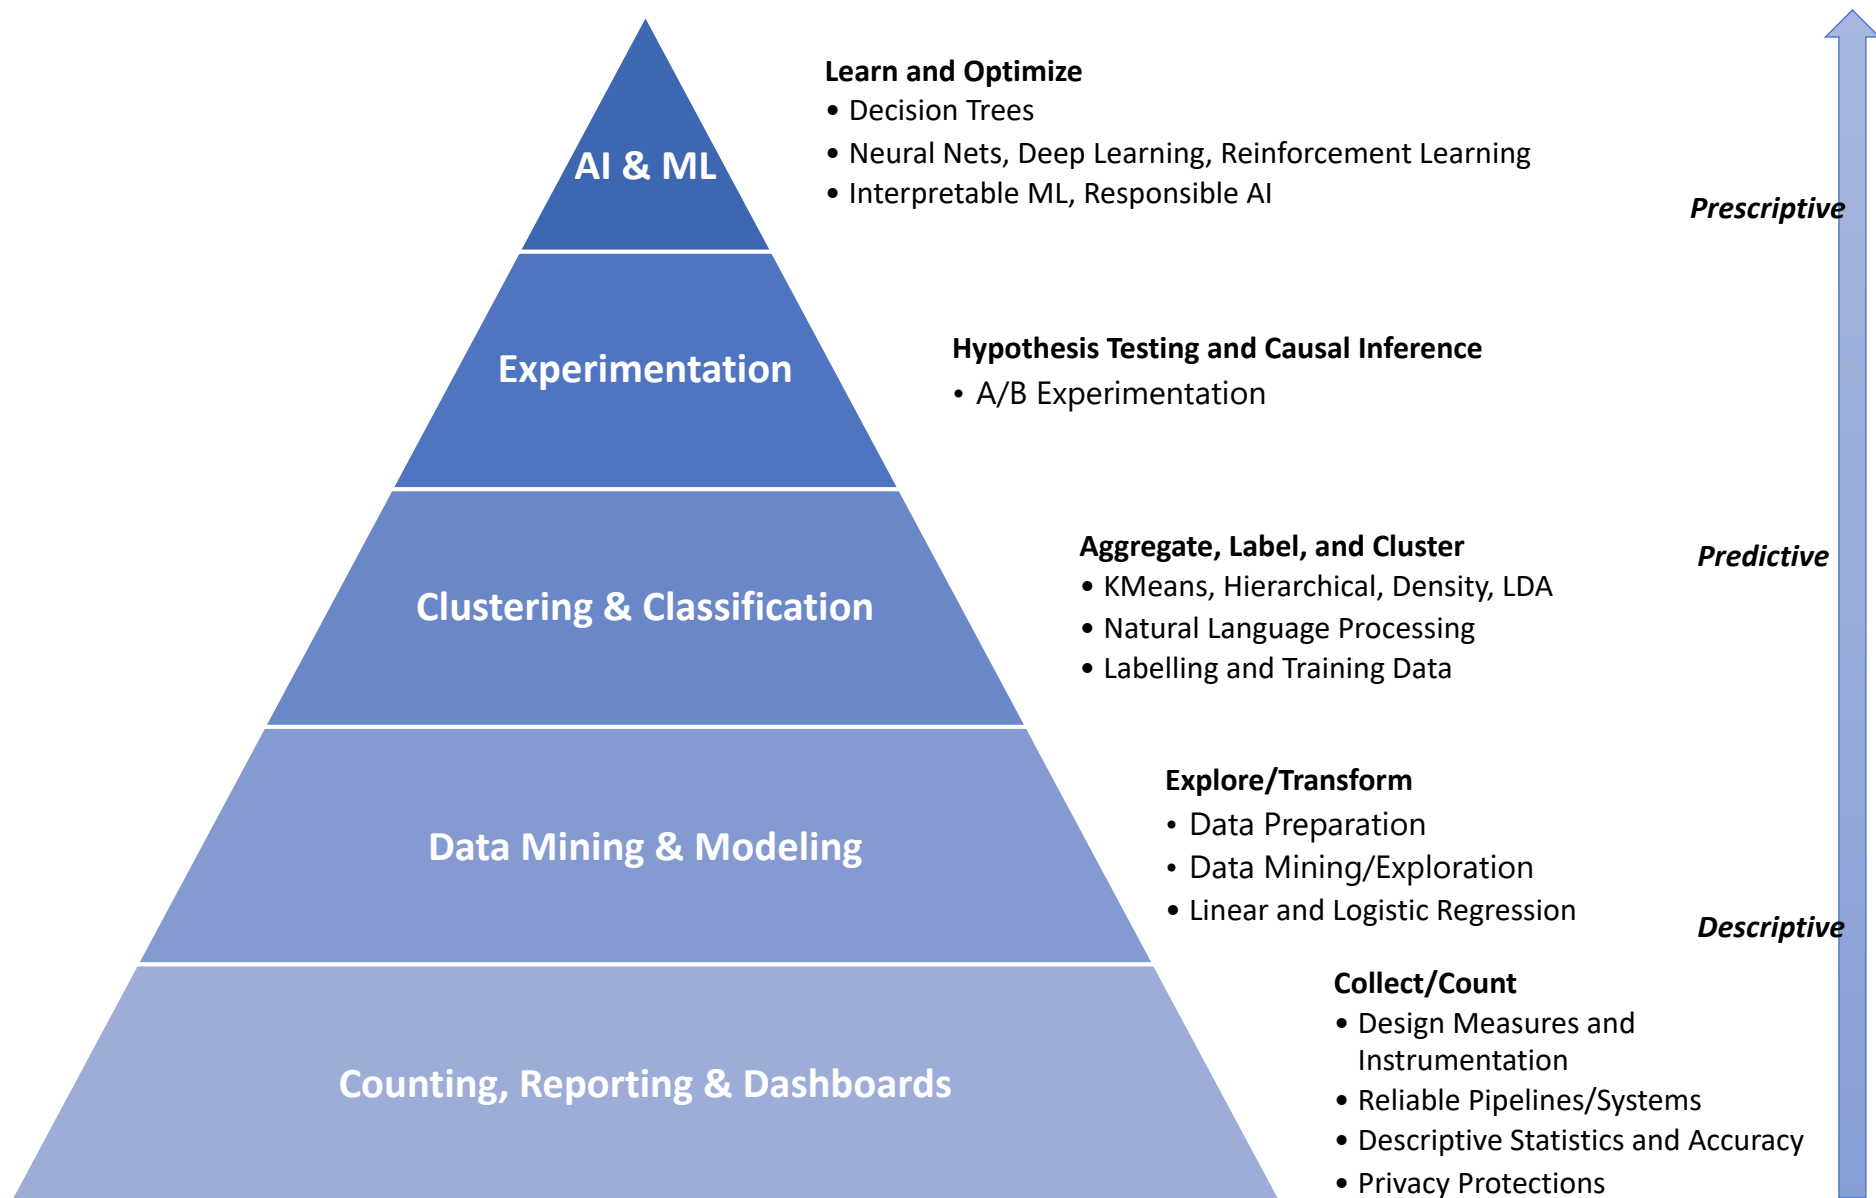 Learn and Optimize
• Decision Trees
• Neural Nets, Deep Learning, Reinforcement Learning
• Interpretable ML, Responsible AI
AI & ML
Prescriptive
Hypothesis Testing and Causal Inference
• A/B Experimentation
Experimentation
Aggregate, Label, and Cluster
• KMeans, Hierarchical, Density, LDA
• Natural Language Processing
• Labelling and Training Data
Clustering & Classification
Predictive
Explore/Transform
• Data Preparation
• Data Mining/Exploration
• Linear and Logistic Regression
Data Mining & Modeling
Descriptive
Collect/Count
• Design Measures and
Instrumentation
• Reliable Pipelines/Systems
• Descriptive Statistics and Accuracy
• Privacy Protections
Counting, Reporting & Dashboards